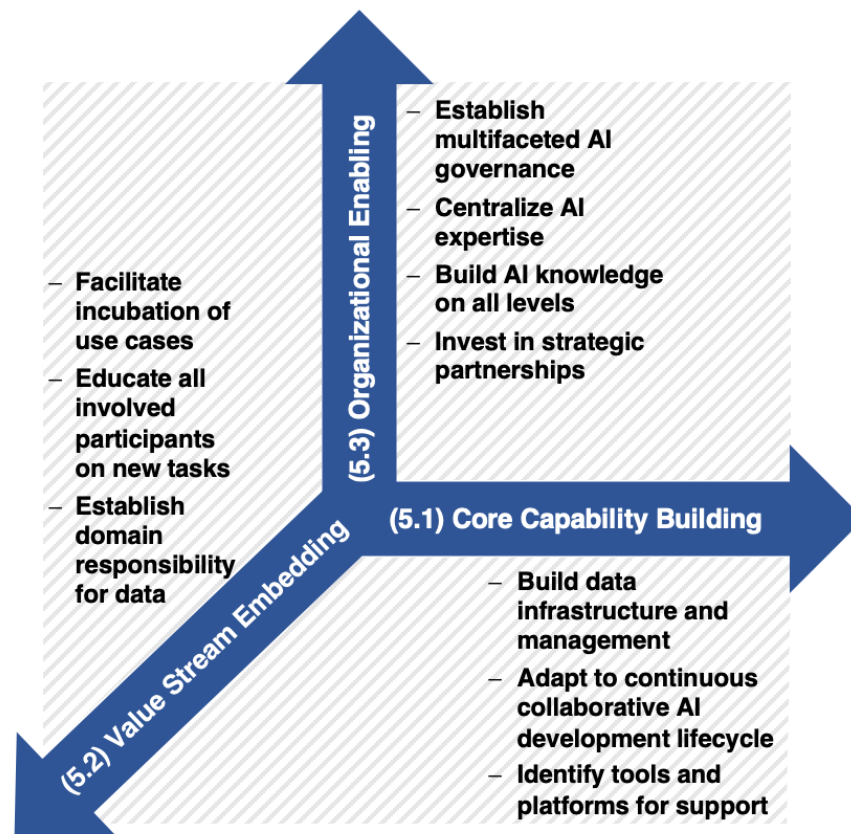 (5.3) Organizational Enabling
– Establish
multifaceted AI
governance
– Centralize AI
expertise
– Build AI knowledge
on all levels
– Invest in strategic
partnerships
– Facilitate
incubation of
use cases
– Educate all
involved
participants
on new tasks
– Establish
domain
responsibility
for data
(5.2) Value Stream Embedding
(5.1) Core Capability Building
– Build data
infrastructure and
management
– Adapt to continuous
collaborative AI
development lifecycle
– Identify tools and
platforms for support